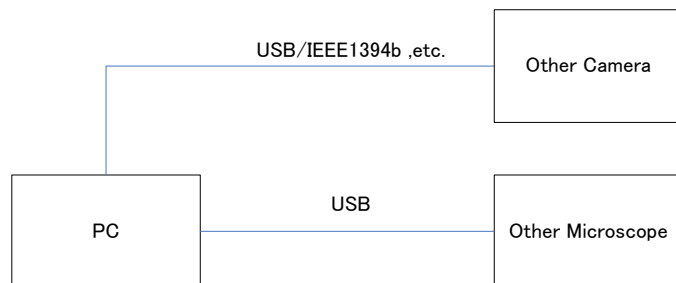 USB/IEEE1394b ,etc.
Other Camera
PC
USB
Other Microscope